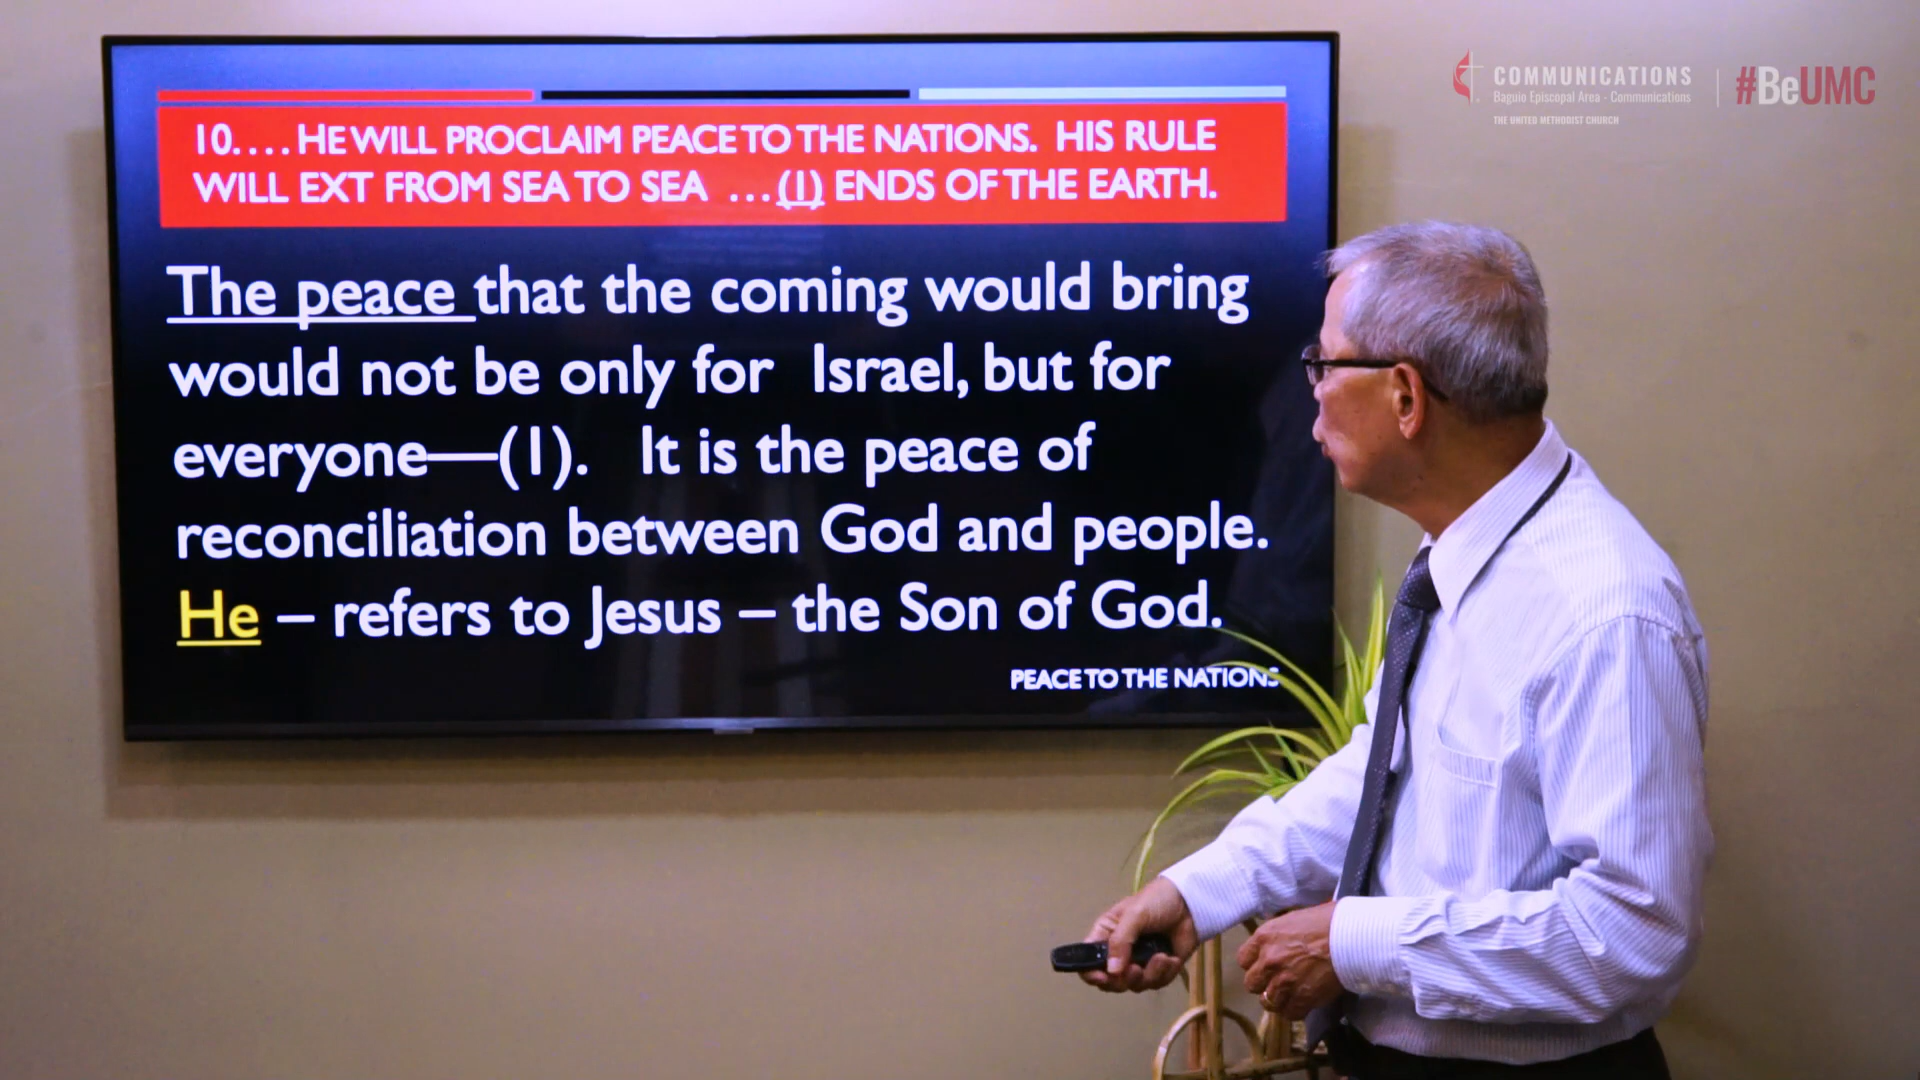 10.... HE WILL PROCLAIM PEACE TO THE NATIONS. HIS RULE
WILL EXT FROM SEA TO SEA ...(1) ENDS OF THE EARTH.
The peace that the coming would bring
would not be only for Israel, but for
everyone—(1). It is the peace of
reconciliation between God and people.
He – refers to Jesus – the Son of God.
PEACE TO THE NATIONS
COMMUNICATIONS
Baguio Episcopal Area - Communications
THE UNITED METHODIST CHURCH
#BeUMC